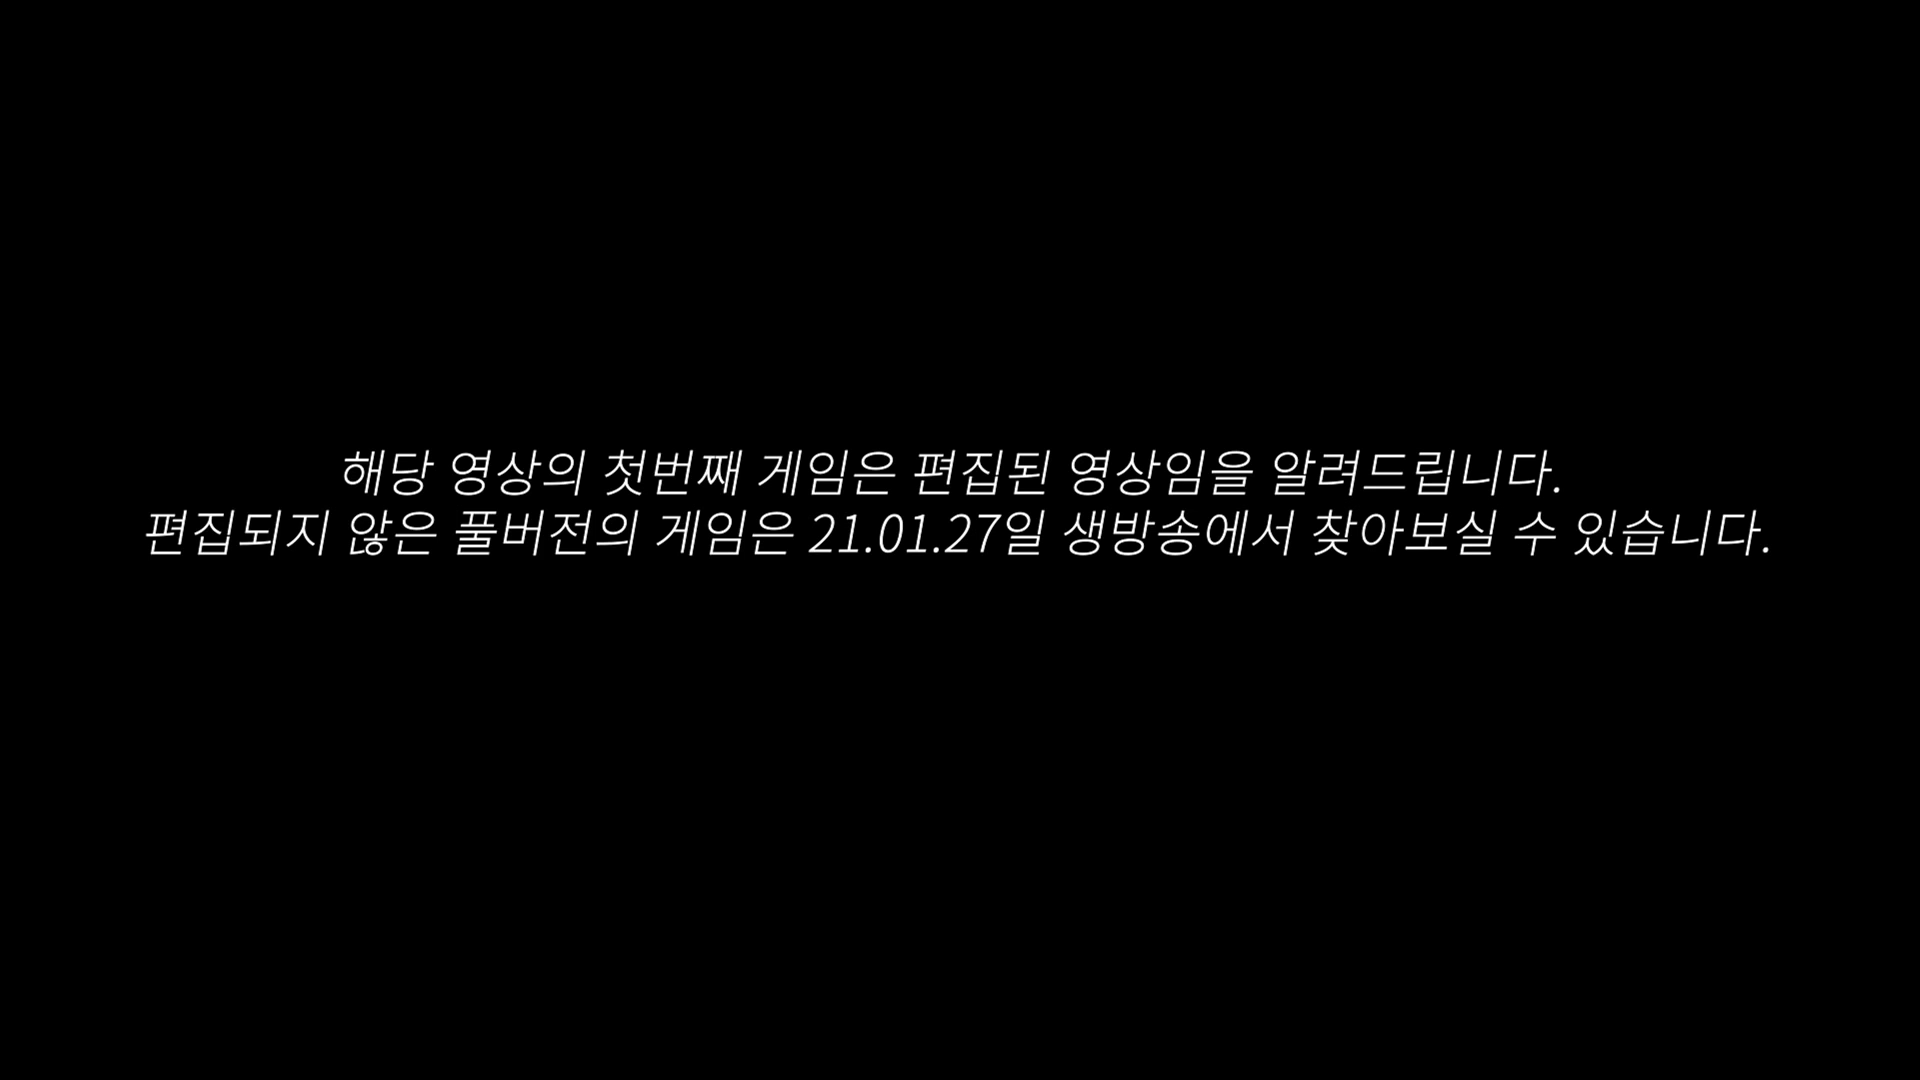 해당 영상의 첫번째 게임은 편집된 영상임을 알려드립니다.
편집되지 않은 풀버전의 게임은 21.01.27일 생방송에서 찾아보실 수 있습니다.